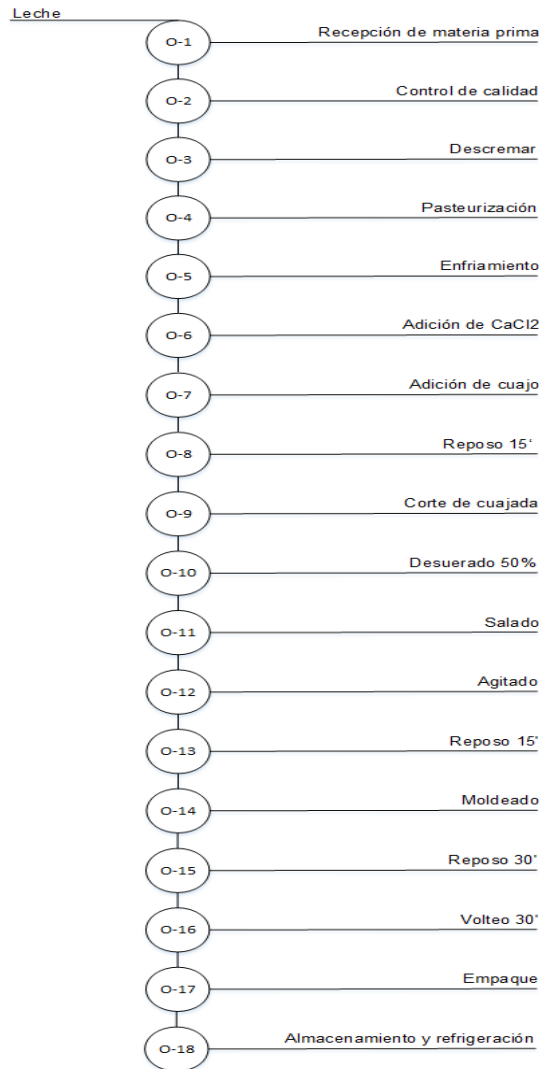 Leche
O-1 Recepción de materia prima
O-2 Control de calidad
O-3 Descremar
O-4 Pasteurización
O-5 Enfriamiento
O-6 Adición de CaCl2
O-7 Adición de cuajo
O-8 Reposo 15'
O-9 Corte de cuajada
O-10 Desuerado 50%
O-11 Salado
O-12 Agitado
O-13 Reposo 15'
O-14 Moldeado
O-15 Reposo 30'
O-16 Volteo 30'
O-17 Empaque
O-18 Almacenamiento y refrigeración